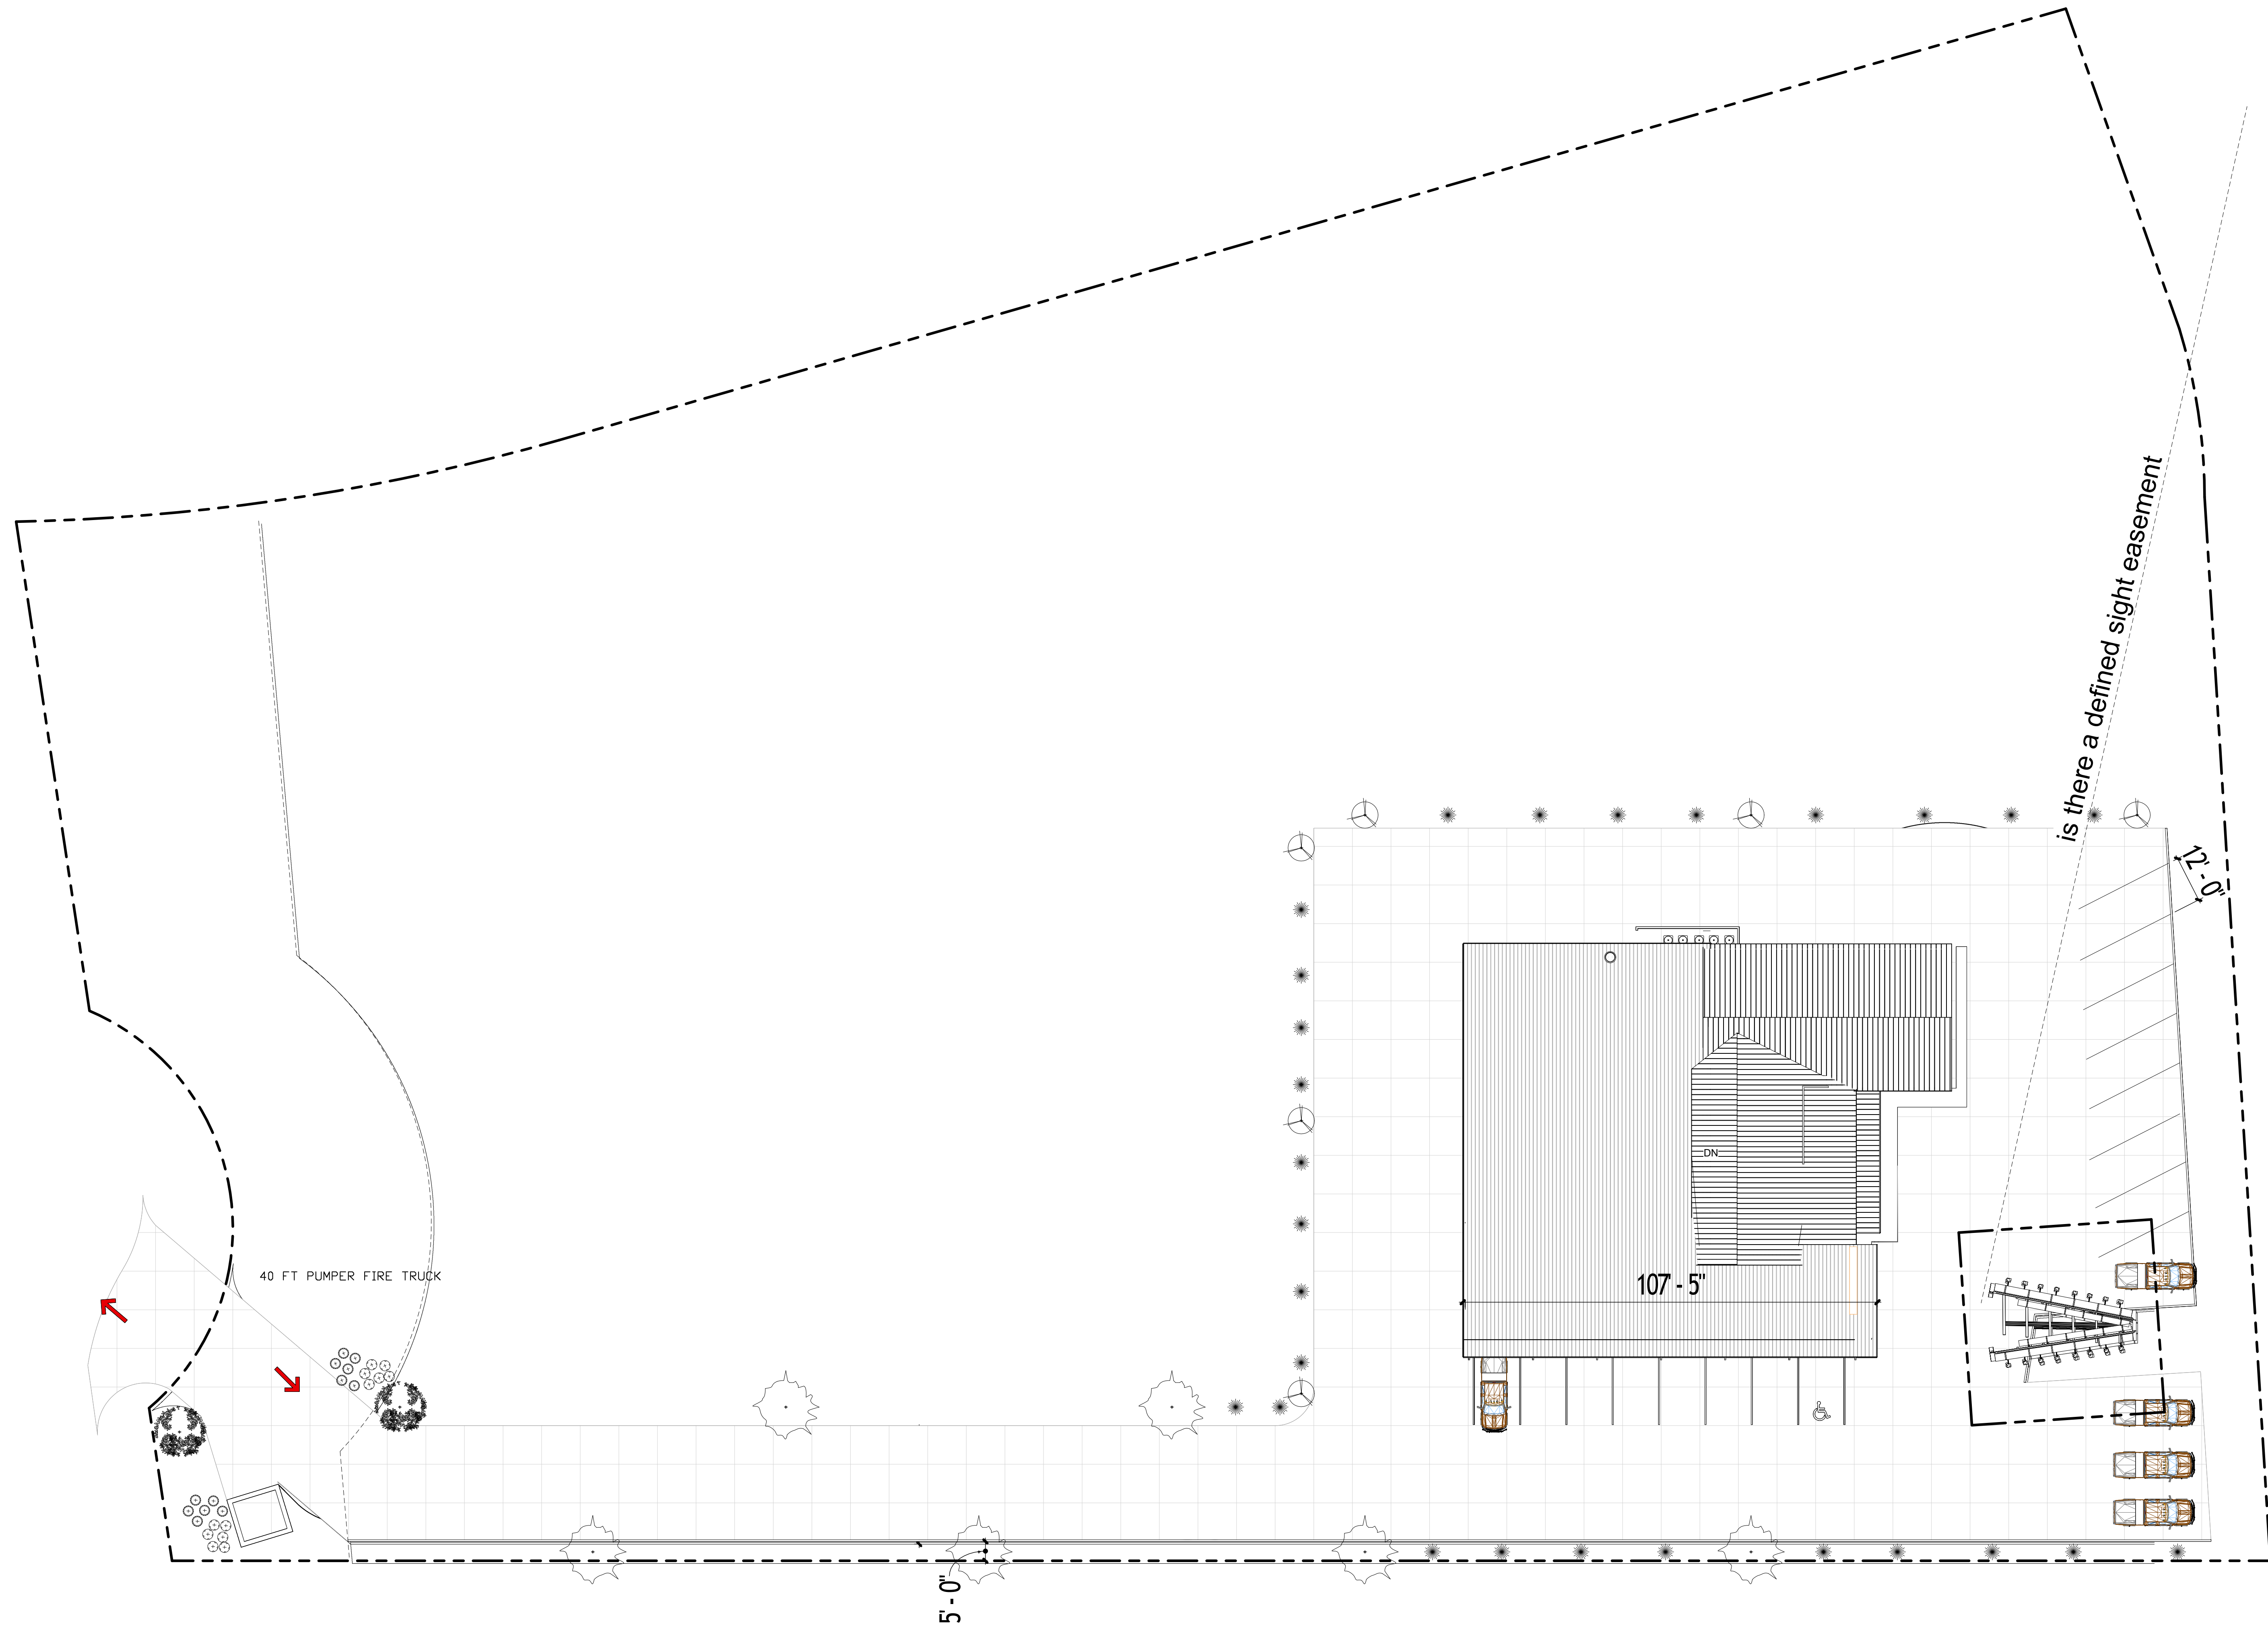 is there a defined sight easement
12' - 0"
DN
40 FT PUMPER FIRE TRUCK
107' - 5"
5' - 0"